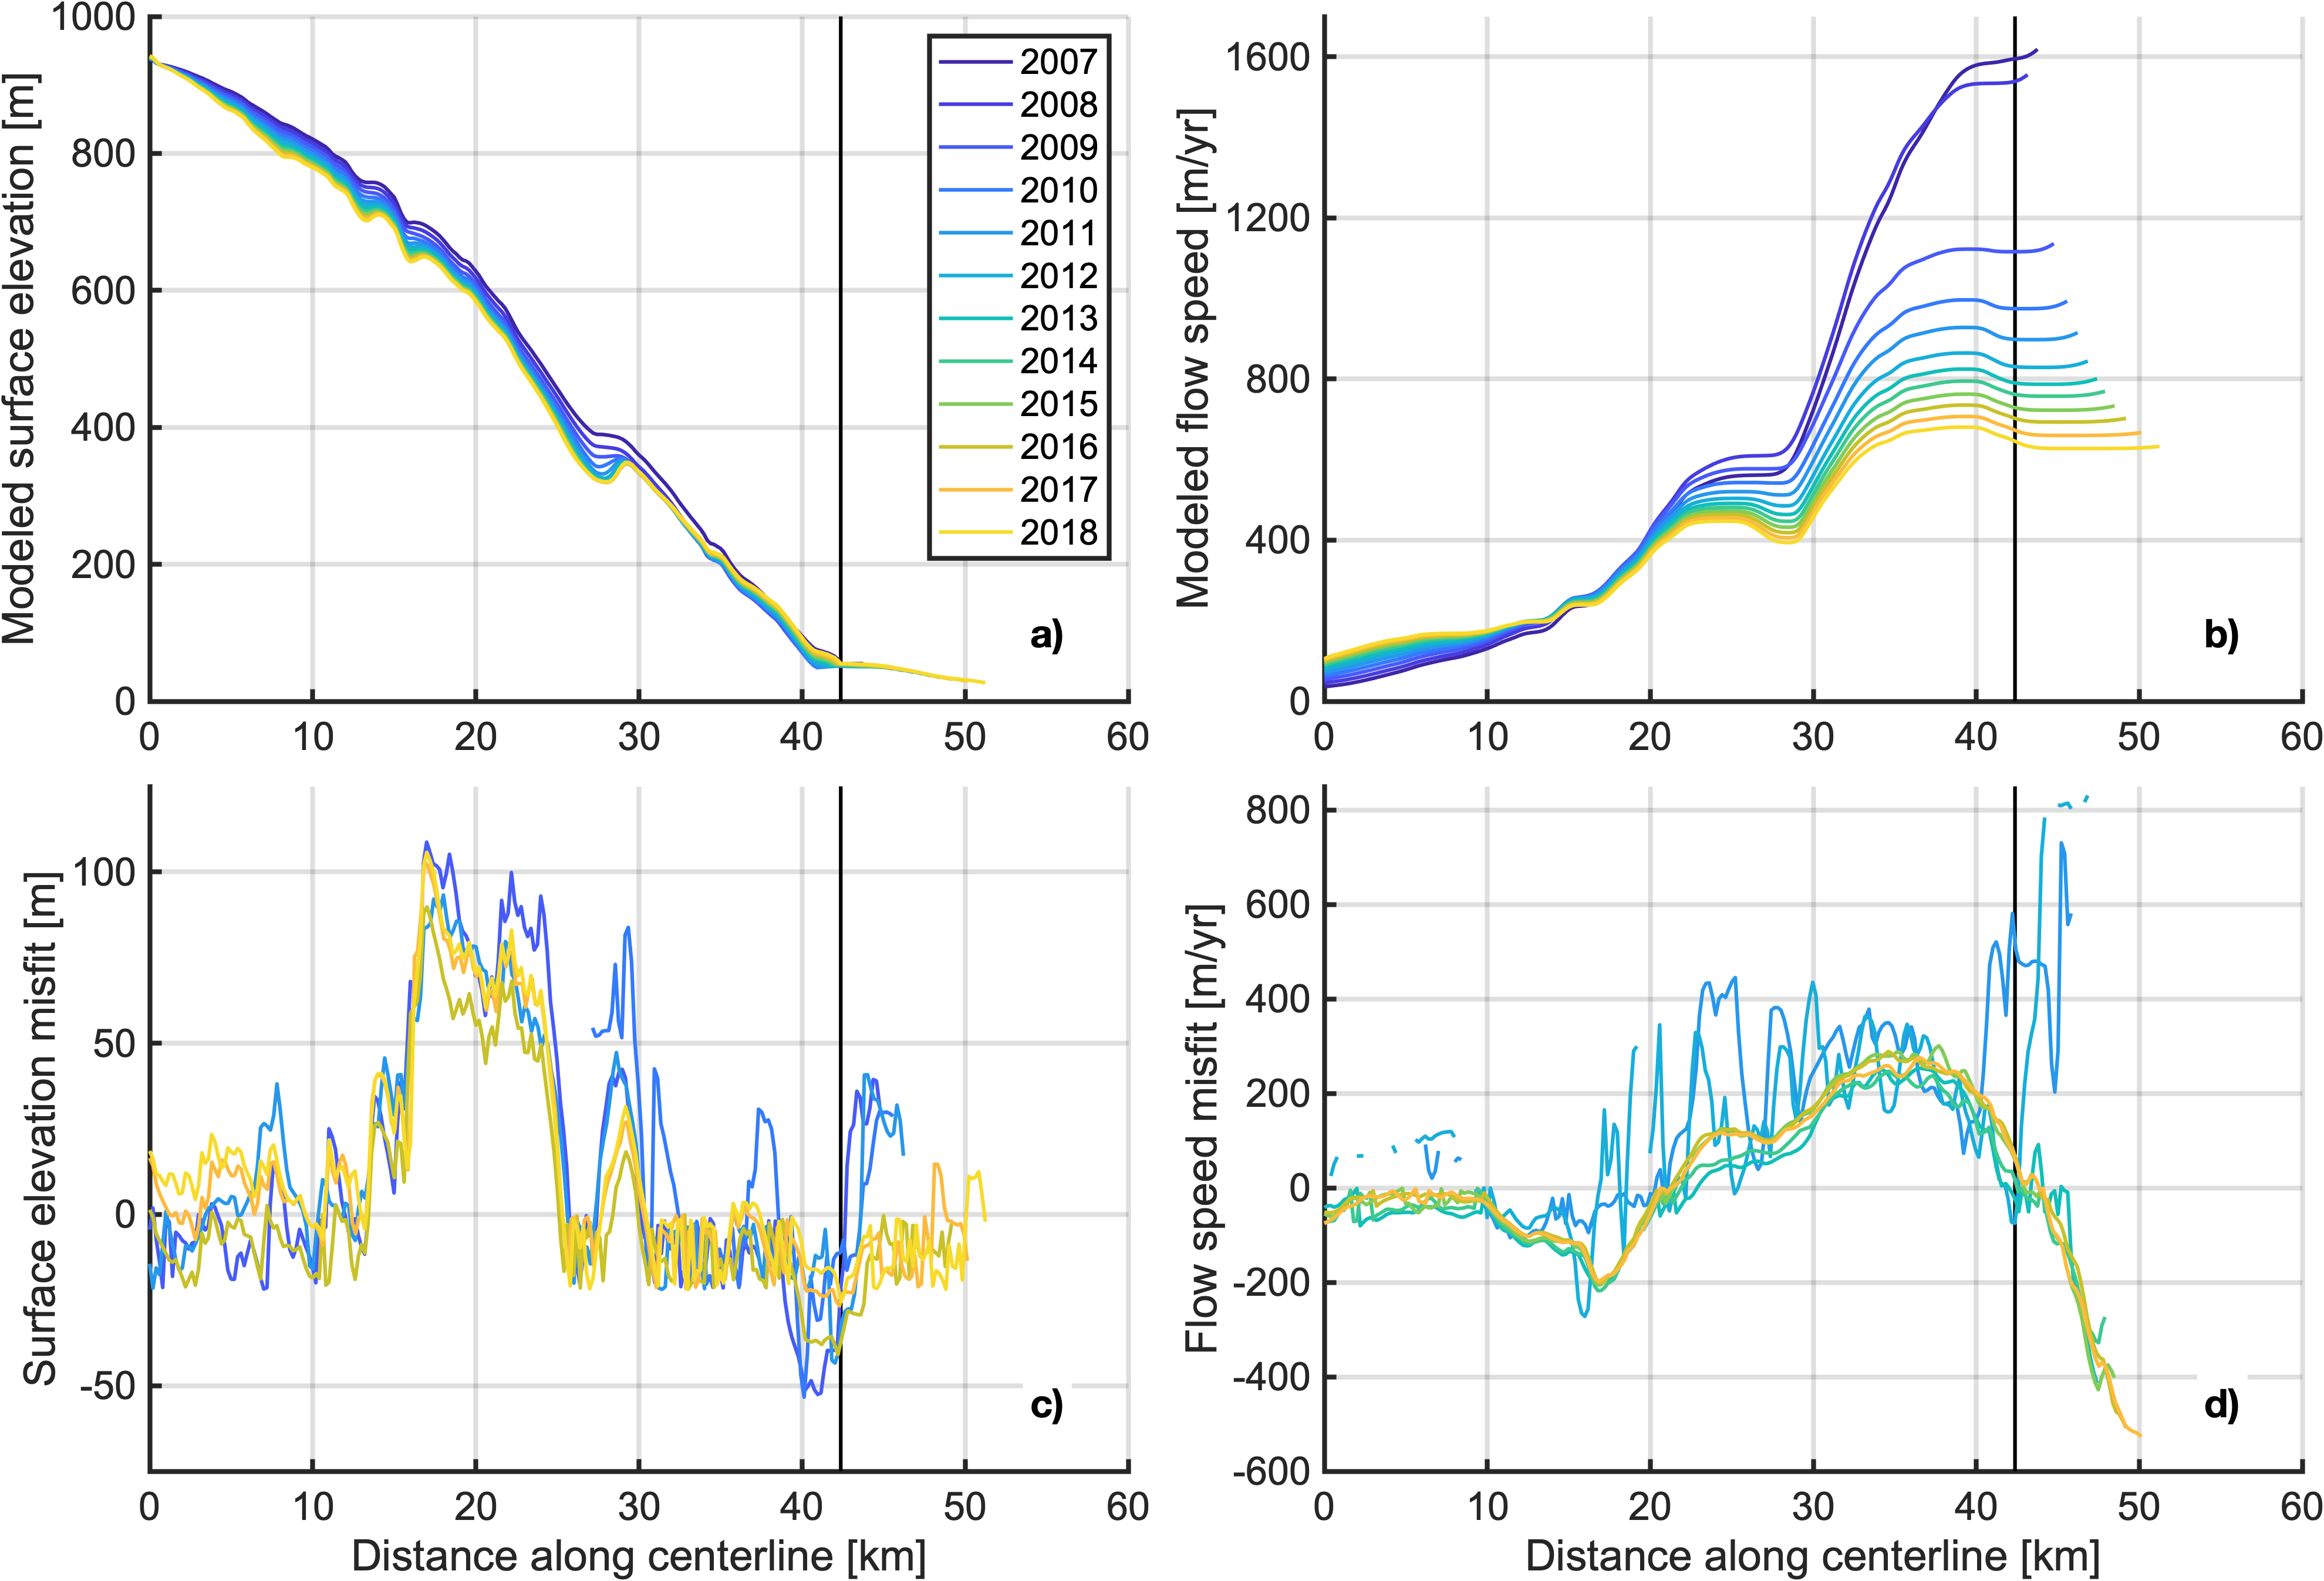 Modeled surface elevation [m]
1000
800
600
400
200
0
0 10 20 30 40 50 60
2007
2008
2009
2010
2011
2012
2013
2014
2015
2016
2017
2018
a)
Modeled flow speed [m/yr]
1600
1200
800
400
0
0 10 20 30 40 50 60
b)
Surface elevation misfit [m]
100
50
0
-50
0 10 20 30 40 50 60
Distance along centerline [km]
c)
Flow speed misfit [m/yr]
800
600
400
200
0
-200
-400
-600
0 10 20 30 40 50 60
Distance along centerline [km]
d)